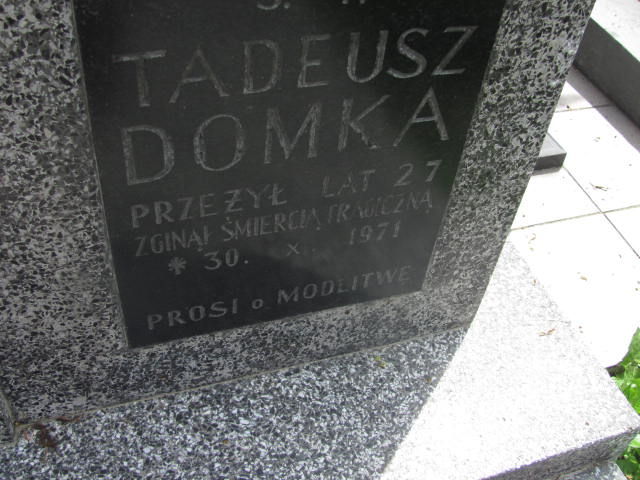 TADEUSZ
DOMKA
PRZEŻYŁ LAT 27
ZGINĄŁ ŚMIERCIĄ TRAGICZNĄ
* 30. X. 1971
PROSI o MODLITWĘ